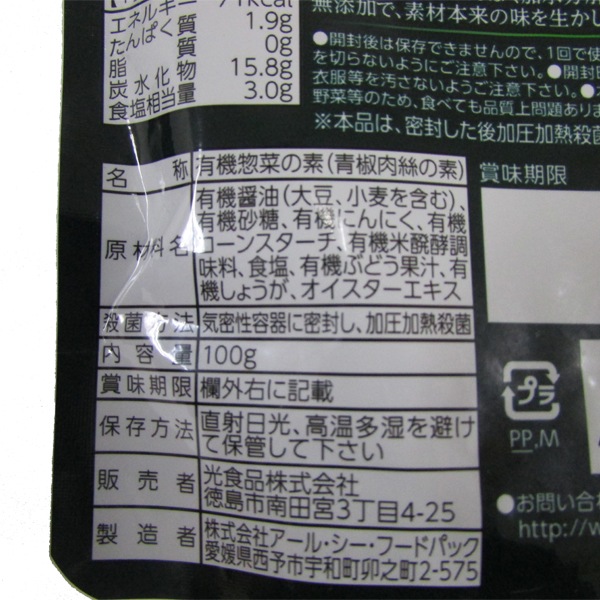 エネルギー 71kcal
たんぱく質 1.9g
脂質 0g
炭水化物 15.8g
食塩相当量 3.0g
無添加で、素材本来の味を生かし
●開封後は保存できませんので、1回で使
を切らないようにご注意下さい。●開封
衣服等を汚さないようご注意下さい。●
野菜等のため、食べても品質上問題あり
※本品は、密封した後加圧加熱殺菌
名称 有機惣菜の素(青椒肉絲の素)
原材料名 有機醤油(大豆、小麦を含む)、
有機砂糖、有機にんにく、有機
コーンスターチ、有機米醗酵調
味料、食塩、有機ぶどう果汁、有
機しょうが、オイスターエキス
殺菌方法 気密性容器に密封し、加圧加熱殺菌
内容量 100g
賞味期限 欄外右に記載
保存方法 直射日光、高温多湿を避け
て保管して下さい
販売者 光食品株式会社
徳島市南田宮3丁目4-25
製造者 株式会社アール・シー・フードパック
愛媛県西予市宇和町卯之町2-575
賞味期限
プラ
PP,M
●お問い合
http://w